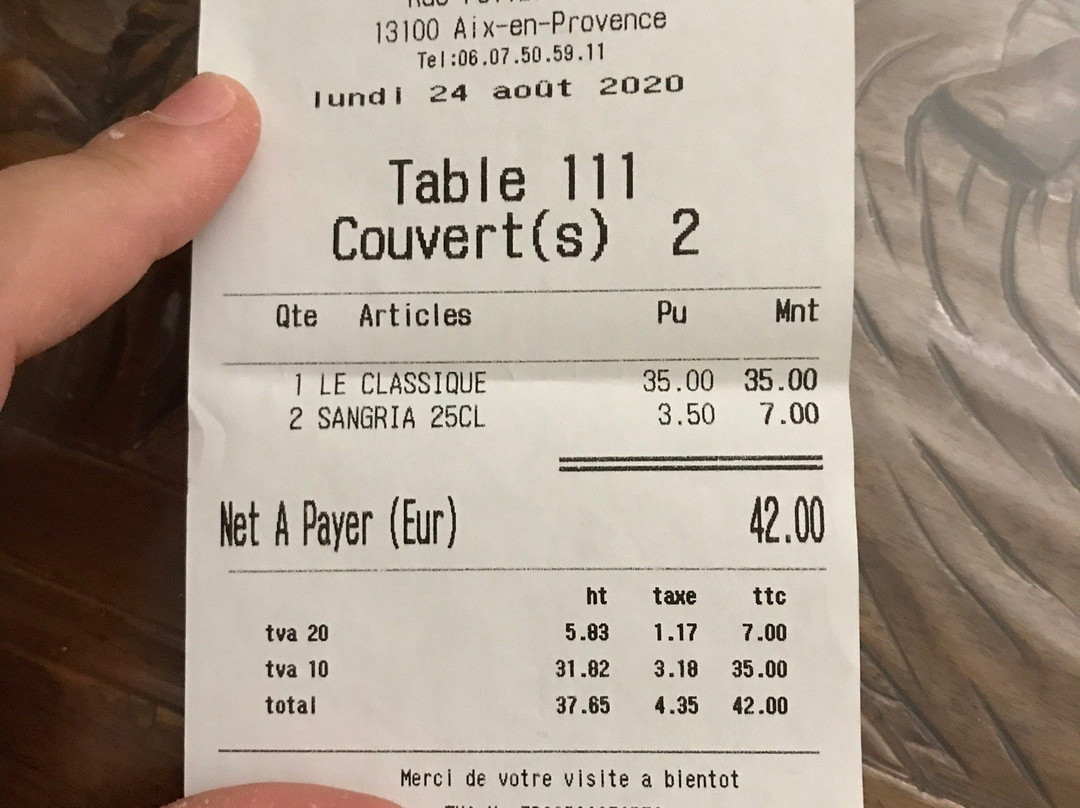 13100 Aix-en-Provence
Tel:06.07.50.59.11
lundi 24 août 2020
Table 111
Couvert(s) 2
Qte Articles Pu Mnt
1 LE CLASSIQUE 35.00 35.00
2 SANGRIA 25CL 3.50 7.00
Net A Payer (Eur) 42.00
ht taxe ttc
tva 20 5.83 1.17 7.00
tva 10 31.82 3.18 35.00
total 37.65 4.35 42.00
Merci de votre visite a bientot